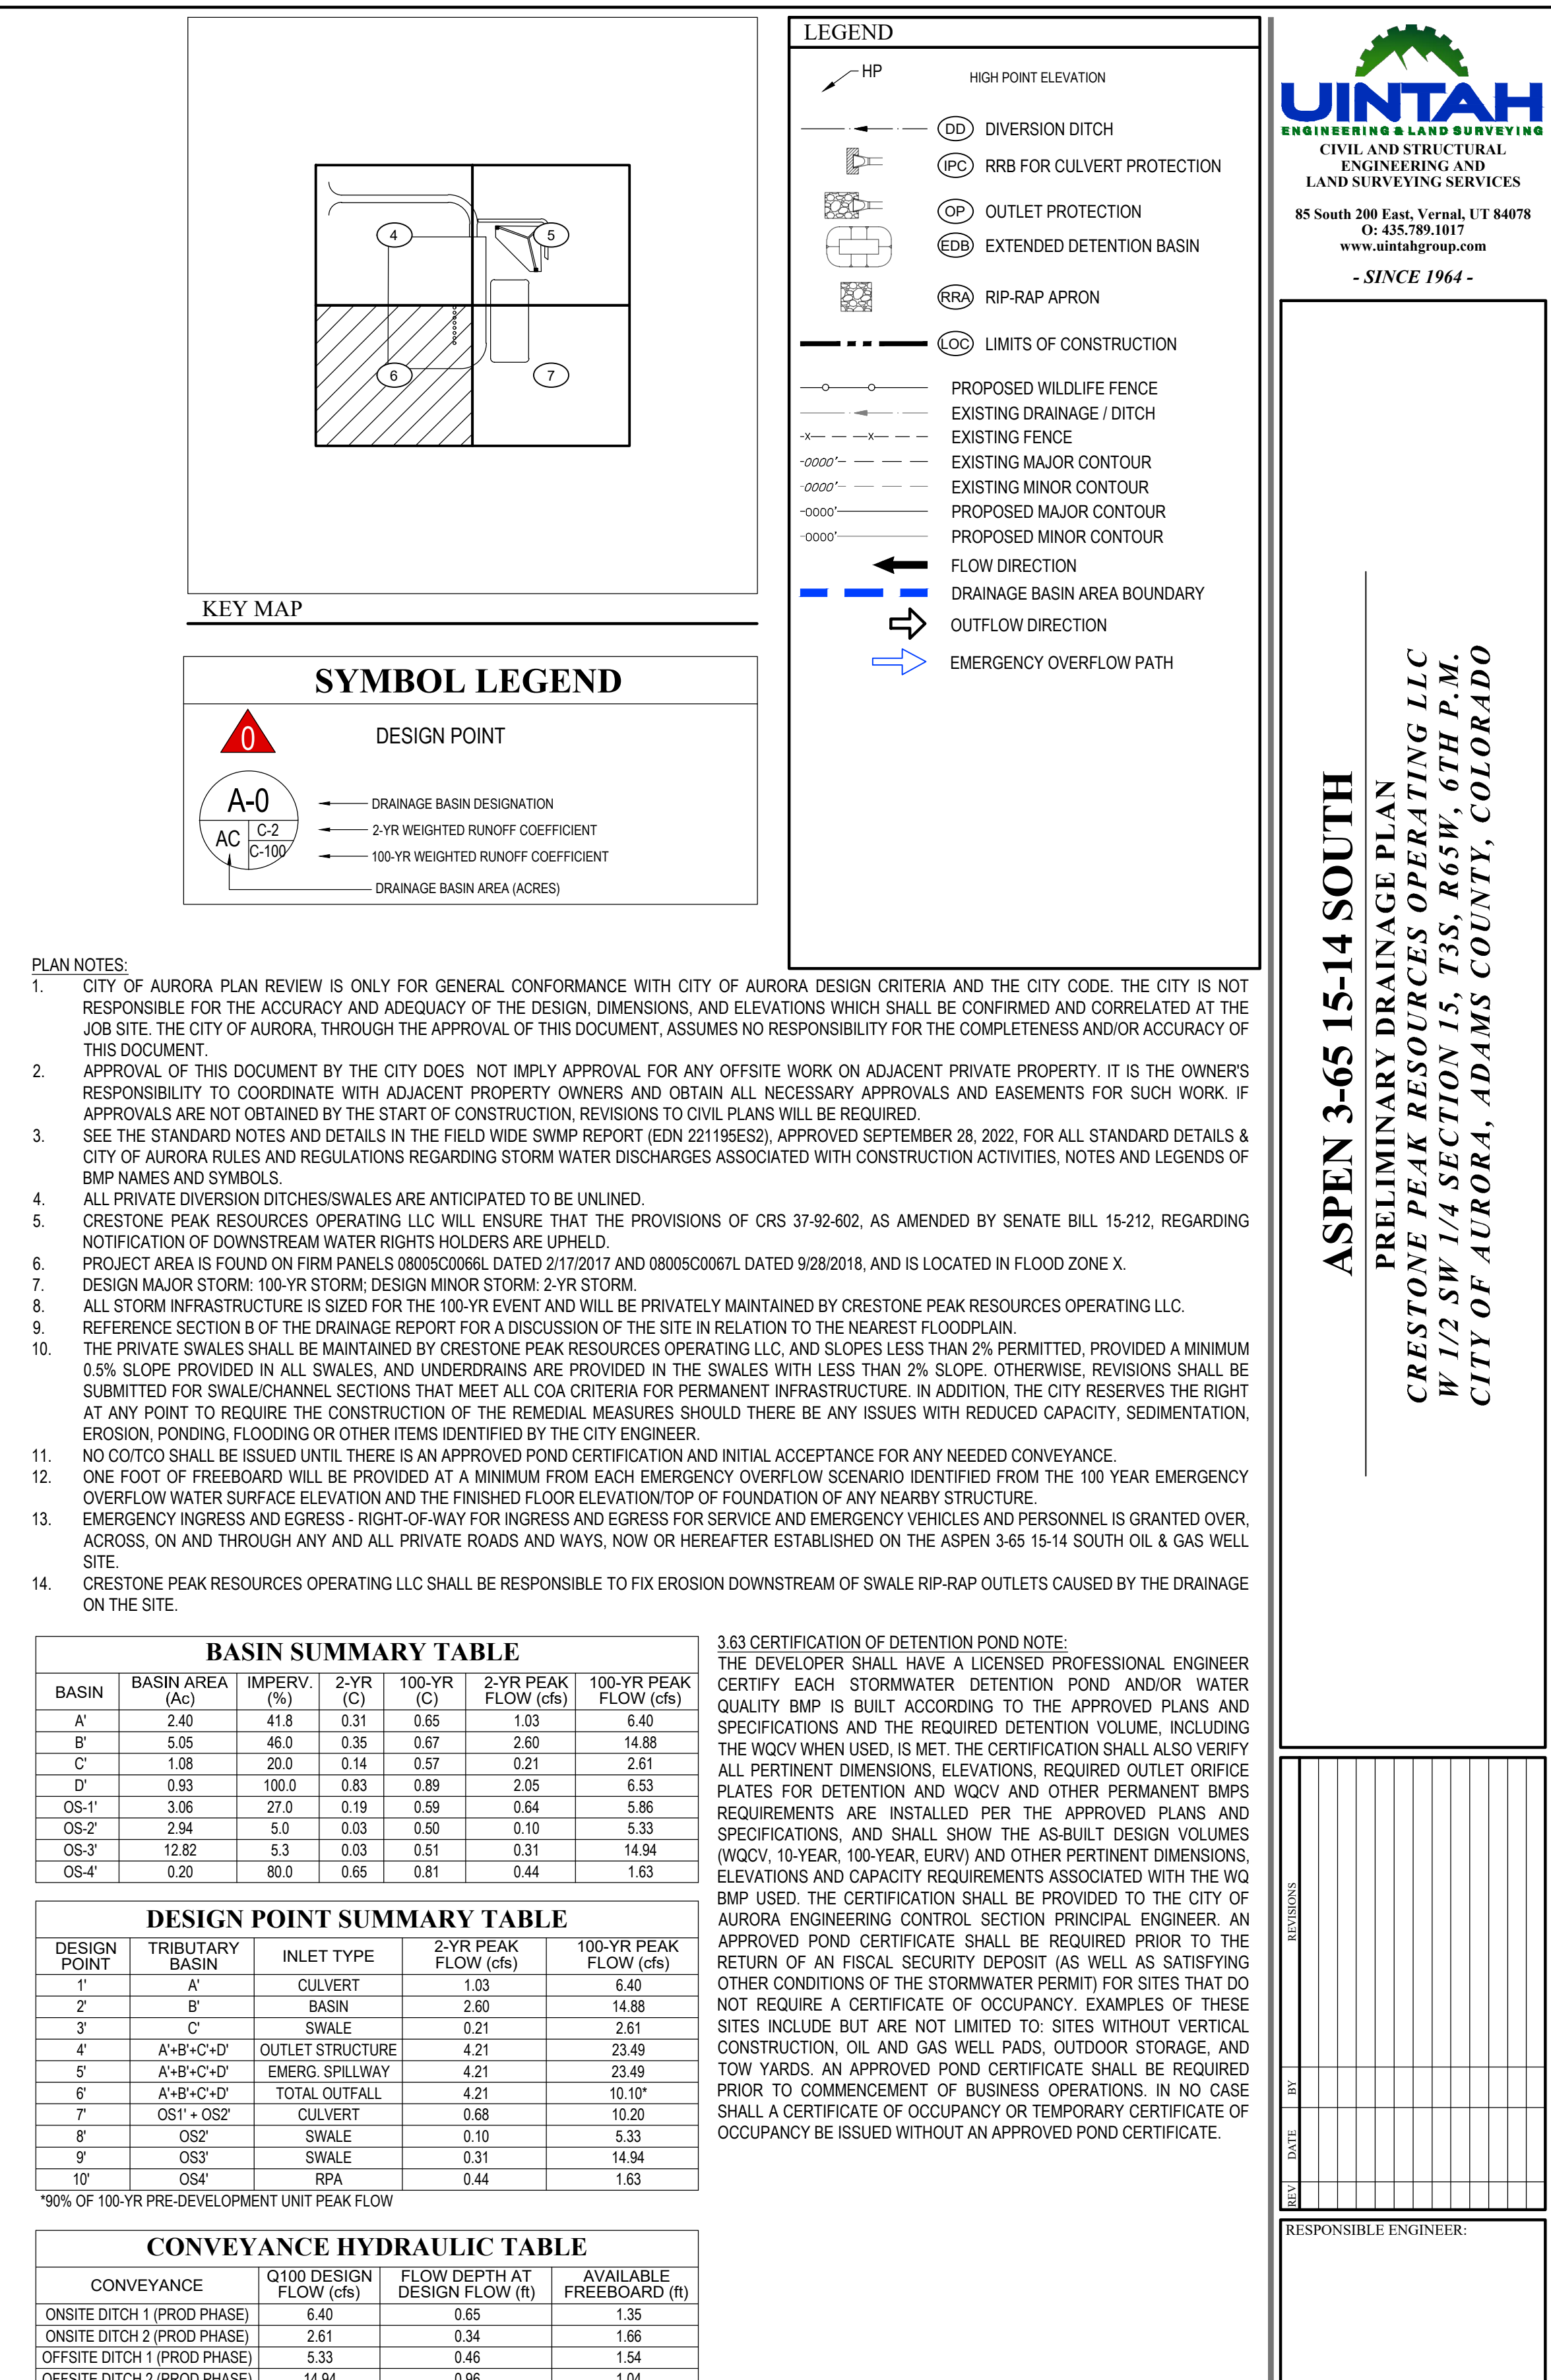 4
5
6
7
KEY MAP
SYMBOL LEGEND
0
DESIGN POINT
A-0
AC
C-2
C-100
DRAINAGE BASIN DESIGNATION
2-YR WEIGHTED RUNOFF COEFFICIENT
100-YR WEIGHTED RUNOFF COEFFICIENT
DRAINAGE BASIN AREA (ACRES)
LEGEND
HP HIGH POINT ELEVATION
DD DIVERSION DITCH
IPC RRB FOR CULVERT PROTECTION
OP OUTLET PROTECTION
EDB EXTENDED DETENTION BASIN
RRA RIP-RAP APRON
LOC LIMITS OF CONSTRUCTION
PROPOSED WILDLIFE FENCE
EXISTING DRAINAGE / DITCH
-x— — —x— — — EXISTING FENCE
-0000'— — — — EXISTING MAJOR CONTOUR
-0000'— — — — EXISTING MINOR CONTOUR
-0000'———— PROPOSED MAJOR CONTOUR
-0000'———— PROPOSED MINOR CONTOUR
FLOW DIRECTION
DRAINAGE BASIN AREA BOUNDARY
OUTFLOW DIRECTION
EMERGENCY OVERFLOW PATH
PLAN NOTES:
1. CITY OF AURORA PLAN REVIEW IS ONLY FOR GENERAL CONFORMANCE WITH CITY OF AURORA DESIGN CRITERIA AND THE CITY CODE. THE CITY IS NOT
RESPONSIBLE FOR THE ACCURACY AND ADEQUACY OF THE DESIGN, DIMENSIONS, AND ELEVATIONS WHICH SHALL BE CONFIRMED AND CORRELATED AT THE
JOB SITE. THE CITY OF AURORA, THROUGH THE APPROVAL OF THIS DOCUMENT, ASSUMES NO RESPONSIBILITY FOR THE COMPLETENESS AND/OR ACCURACY OF
THIS DOCUMENT.
2. APPROVAL OF THIS DOCUMENT BY THE CITY DOES NOT IMPLY APPROVAL FOR ANY OFFSITE WORK ON ADJACENT PRIVATE PROPERTY. IT IS THE OWNER'S
RESPONSIBILITY TO COORDINATE WITH ADJACENT PROPERTY OWNERS AND OBTAIN ALL NECESSARY APPROVALS AND EASEMENTS FOR SUCH WORK. IF
APPROVALS ARE NOT OBTAINED BY THE START OF CONSTRUCTION, REVISIONS TO CIVIL PLANS WILL BE REQUIRED.
3. SEE THE STANDARD NOTES AND DETAILS IN THE FIELD WIDE SWMP REPORT (EDN 221195ES2), APPROVED SEPTEMBER 28, 2022, FOR ALL STANDARD DETAILS &
CITY OF AURORA RULES AND REGULATIONS REGARDING STORM WATER DISCHARGES ASSOCIATED WITH CONSTRUCTION ACTIVITIES, NOTES AND LEGENDS OF
BMP NAMES AND SYMBOLS.
4. ALL PRIVATE DIVERSION DITCHES/SWALES ARE ANTICIPATED TO BE UNLINED.
5. CRESTONE PEAK RESOURCES OPERATING LLC WILL ENSURE THAT THE PROVISIONS OF CRS 37-92-602, AS AMENDED BY SENATE BILL 15-212, REGARDING
NOTIFICATION OF DOWNSTREAM WATER RIGHTS HOLDERS ARE UPHELD.
6. PROJECT AREA IS FOUND ON FIRM PANELS 08005C0066L DATED 2/17/2017 AND 08005C0067L DATED 9/28/2018, AND IS LOCATED IN FLOOD ZONE X.
7. DESIGN MAJOR STORM: 100-YR STORM; DESIGN MINOR STORM: 2-YR STORM.
8. ALL STORM INFRASTRUCTURE IS SIZED FOR THE 100-YR EVENT AND WILL BE PRIVATELY MAINTAINED BY CRESTONE PEAK RESOURCES OPERATING LLC.
9. REFERENCE SECTION B OF THE DRAINAGE REPORT FOR A DISCUSSION OF THE SITE IN RELATION TO THE NEAREST FLOODPLAIN.
10. THE PRIVATE SWALES SHALL BE MAINTAINED BY CRESTONE PEAK RESOURCES OPERATING LLC, AND SLOPES LESS THAN 2% PERMITTED, PROVIDED A MINIMUM
0.5% SLOPE PROVIDED IN ALL SWALES, AND UNDERDRAINS ARE PROVIDED IN THE SWALES WITH LESS THAN 2% SLOPE. OTHERWISE, REVISIONS SHALL BE
SUBMITTED FOR SWALE/CHANNEL SECTIONS THAT MEET ALL COA CRITERIA FOR PERMANENT INFRASTRUCTURE. IN ADDITION, THE CITY RESERVES THE RIGHT
AT ANY POINT TO REQUIRE THE CONSTRUCTION OF THE REMEDIAL MEASURES SHOULD THERE BE ANY ISSUES WITH REDUCED CAPACITY, SEDIMENTATION,
EROSION, PONDING, FLOODING OR OTHER ITEMS IDENTIFIED BY THE CITY ENGINEER.
11. NO CO/TCO SHALL BE ISSUED UNTIL THERE IS AN APPROVED POND CERTIFICATION AND INITIAL ACCEPTANCE FOR ANY NEEDED CONVEYANCE.
12. ONE FOOT OF FREEBOARD WILL BE PROVIDED AT A MINIMUM FROM EACH EMERGENCY OVERFLOW SCENARIO IDENTIFIED FROM THE 100 YEAR EMERGENCY
OVERFLOW WATER SURFACE ELEVATION AND THE FINISHED FLOOR ELEVATION/TOP OF FOUNDATION OF ANY NEARBY STRUCTURE.
13. EMERGENCY INGRESS AND EGRESS - RIGHT-OF-WAY FOR INGRESS AND EGRESS FOR SERVICE AND EMERGENCY VEHICLES AND PERSONNEL IS GRANTED OVER,
ACROSS, ON AND THROUGH ANY AND ALL PRIVATE ROADS AND WAYS, NOW OR HEREAFTER ESTABLISHED ON THE ASPEN 3-65 15-14 SOUTH OIL & GAS WELL
SITE.
14. CRESTONE PEAK RESOURCES OPERATING LLC SHALL BE RESPONSIBLE TO FIX EROSION DOWNSTREAM OF SWALE RIP-RAP OUTLETS CAUSED BY THE DRAINAGE
ON THE SITE.
BASIN SUMMARY TABLE
BASIN | BASIN AREA (Ac) | IMPERV. (%) | 2-YR (C) | 100-YR (C) | 2-YR PEAK FLOW (cfs) | 100-YR PEAK FLOW (cfs)
A' 2.40 41.8 0.31 0.65 1.03 6.40
B' 5.05 46.0 0.35 0.67 2.60 14.88
C' 1.08 20.0 0.14 0.57 0.21 2.61
D' 0.93 100.0 0.83 0.89 2.05 6.53
OS-1' 3.06 27.0 0.19 0.59 0.64 5.86
OS-2' 2.94 5.0 0.03 0.50 0.10 5.33
OS-3' 12.82 5.3 0.03 0.51 0.31 14.94
OS-4' 0.20 80.0 0.65 0.81 0.44 1.63
DESIGN POINT SUMMARY TABLE
DESIGN POINT | TRIBUTARY BASIN | INLET TYPE | 2-YR PEAK FLOW (cfs) | 100-YR PEAK FLOW (cfs)
1' A' CULVERT 1.03 6.40
2' B' BASIN 2.60 14.88
3' C' SWALE 0.21 2.61
4' A'+B'+C'+D' OUTLET STRUCTURE 4.21 23.49
5' A'+B'+C'+D' EMERG. SPILLWAY 4.21 23.49
6' A'+B'+C'+D' TOTAL OUTFALL 4.21 10.10*
7' OS1' + OS2' CULVERT 0.68 10.20
8' OS2' SWALE 0.10 5.33
9' OS3' SWALE 0.31 14.94
10' OS4' RPA 0.44 1.63
*90% OF 100-YR PRE-DEVELOPMENT UNIT PEAK FLOW
CONVEYANCE HYDRAULIC TABLE
CONVEYANCE | Q100 DESIGN FLOW (cfs) | FLOW DEPTH AT DESIGN FLOW (ft) | AVAILABLE FREEBOARD (ft)
ONSITE DITCH 1 (PROD PHASE) 6.40 0.65 1.35
ONSITE DITCH 2 (PROD PHASE) 2.61 0.34 1.66
OFFSITE DITCH 1 (PROD PHASE) 5.33 0.46 1.54
OFFSITE DITCH 2 (PROD PHASE) 14.94 0.96 1.04
3.63 CERTIFICATION OF DETENTION POND NOTE:
THE DEVELOPER SHALL HAVE A LICENSED PROFESSIONAL ENGINEER
CERTIFY EACH STORMWATER DETENTION POND AND/OR WATER
QUALITY BMP IS BUILT ACCORDING TO THE APPROVED PLANS AND
SPECIFICATIONS AND THE REQUIRED DETENTION VOLUME, INCLUDING
THE WQCV WHEN USED, IS MET. THE CERTIFICATION SHALL ALSO VERIFY
ALL PERTINENT DIMENSIONS, ELEVATIONS, REQUIRED OUTLET ORIFICE
PLATES FOR DETENTION AND WQCV AND OTHER PERMANENT BMPS
REQUIREMENTS ARE INSTALLED PER THE APPROVED PLANS AND
SPECIFICATIONS, AND SHALL SHOW THE AS-BUILT DESIGN VOLUMES
(WQCV, 10-YEAR, 100-YEAR, EURV) AND OTHER PERTINENT DIMENSIONS,
ELEVATIONS AND CAPACITY REQUIREMENTS ASSOCIATED WITH THE WQ
BMP USED. THE CERTIFICATION SHALL BE PROVIDED TO THE CITY OF
AURORA ENGINEERING CONTROL SECTION PRINCIPAL ENGINEER. AN
APPROVED POND CERTIFICATE SHALL BE REQUIRED PRIOR TO THE
RETURN OF AN FISCAL SECURITY DEPOSIT (AS WELL AS SATISFYING
OTHER CONDITIONS OF THE STORMWATER PERMIT) FOR SITES THAT DO
NOT REQUIRE A CERTIFICATE OF OCCUPANCY. EXAMPLES OF THESE
SITES INCLUDE BUT ARE NOT LIMITED TO: SITES WITHOUT VERTICAL
CONSTRUCTION, OIL AND GAS WELL PADS, OUTDOOR STORAGE, AND
TOW YARDS. AN APPROVED POND CERTIFICATE SHALL BE REQUIRED
PRIOR TO COMMENCEMENT OF BUSINESS OPERATIONS. IN NO CASE
SHALL A CERTIFICATE OF OCCUPANCY OR TEMPORARY CERTIFICATE OF
OCCUPANCY BE ISSUED WITHOUT AN APPROVED POND CERTIFICATE.
UINTAH
ENGINEERING & LAND SURVEYING
CIVIL AND STRUCTURAL
ENGINEERING AND
LAND SURVEYING SERVICES
85 South 200 East, Vernal, UT 84078
O: 435.789.1017
www.uintahgroup.com
- SINCE 1964 -
ASPEN 3-65 15-14 SOUTH
PRELIMINARY DRAINAGE PLAN
CRESTONE PEAK RESOURCES OPERATING LLC
W 1/2 SW 1/4 SECTION 15, T3S, R65W, 6TH P.M.
CITY OF AURORA, ADAMS COUNTY, COLORADO
REVISIONS
BY
DATE
REV
RESPONSIBLE ENGINEER: